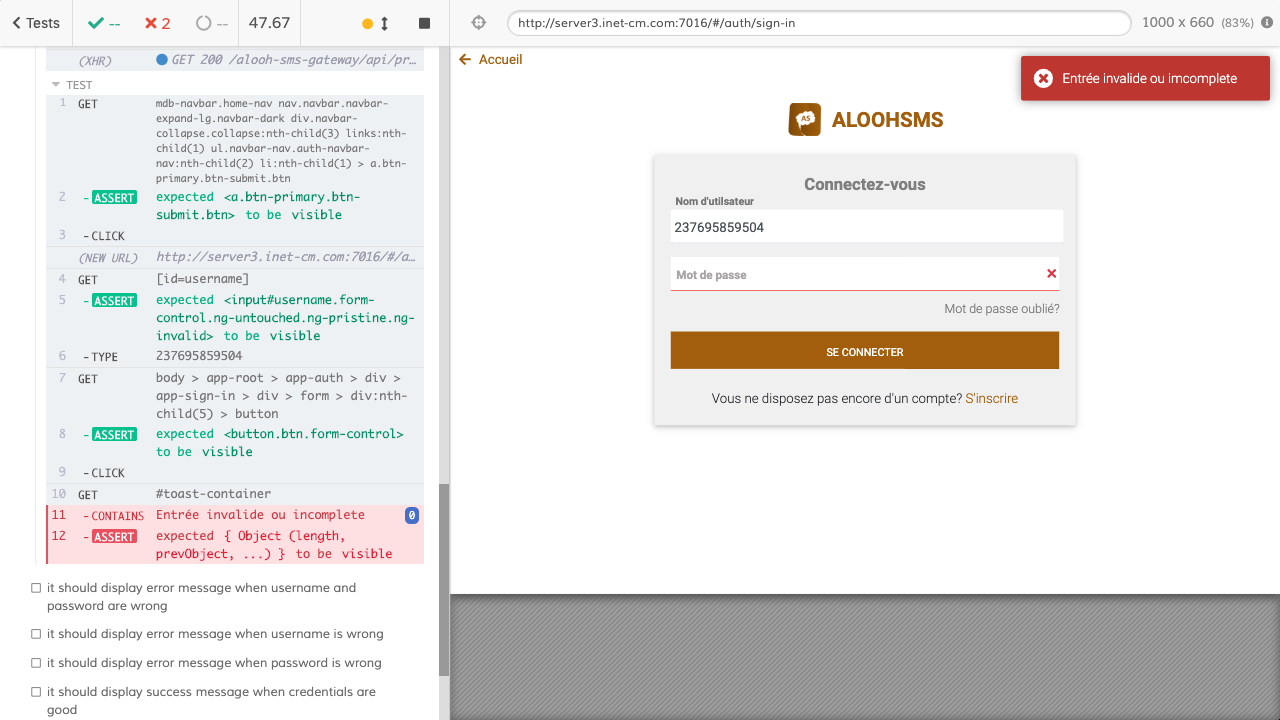 Tests
--
2
--
47.67
http://server3.inet-cm.com:7016/#/auth/sign-in
1000 x 660 (83%)
(XHR) GET 200 /alooh-sms-gateway/api/pr…
TEST
1 GET mdb-navbar.home-nav nav.navbar.navbar-
expand-lg.navbar-dark div.navbar-
collapse.collapse:nth-child(3) links:nth-
child(1) ul.navbar-nav.auth-navbar-
nav:nth-child(2) li:nth-child(1) > a.btn-
primary.btn-submit.btn
2 - ASSERT expected <a.btn-primary.btn-
submit.btn> to be visible
3 - CLICK
(NEW URL) http://server3.inet-cm.com:7016/#/a…
4 GET [id=username]
5 - ASSERT expected <input#username.form-
control.ng-untouched.ng-pristine.ng-
invalid> to be visible
6 - TYPE 237695859504
7 GET body > app-root > app-auth > div >
app-sign-in > div > form > div:nth-
child(5) > button
8 - ASSERT expected <button.btn.form-control>
to be visible
9 - CLICK
10 GET #toast-container
11 - CONTAINS Entrée invalide ou incomplete 0
12 - ASSERT expected { Object (length,
prevObject, ...) } to be visible
it should display error message when username and
password are wrong
it should display error message when username is wrong
it should display error message when password is wrong
it should display success message when credentials are
good
Accueil
Entrée invalide ou imcomplete
AS
ALOOHSMS
Connectez-vous
Nom d'utilsateur
237695859504
Mot de passe
Mot de passe oublié?
SE CONNECTER
Vous ne disposez pas encore d'un compte? S'inscrire